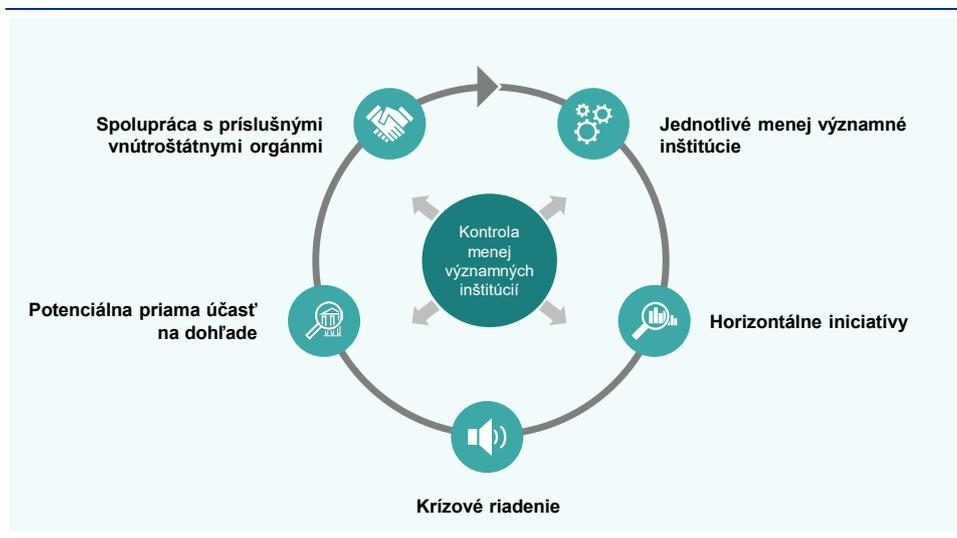 Spolupráca s príslušnými
vnútroštátnymi orgánmi
Jednotlivé menej významné
inštitúcie
Kontrola
menej
významných
inštitúcií
Potenciálna priama účasť
na dohľade
Horizontálne iniciatívy
Krízové riadenie